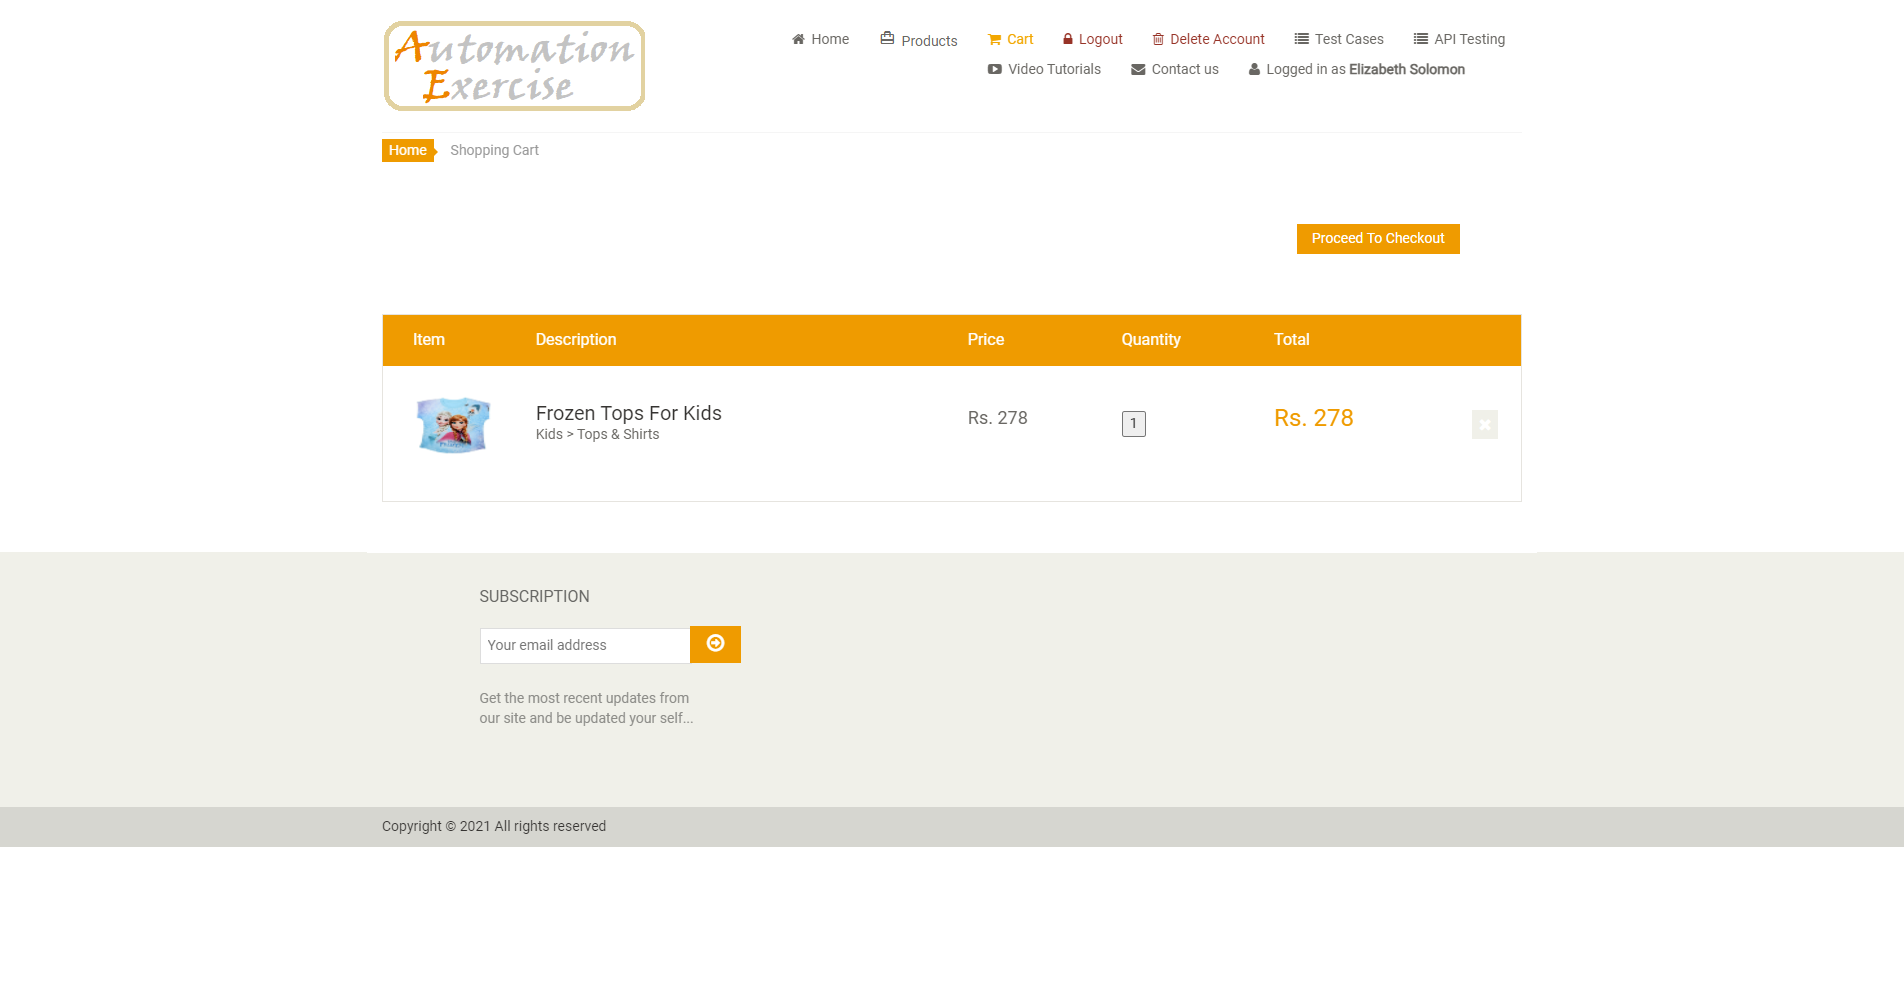 Automation
Exercise
Home Products Cart Logout Delete Account Test Cases API Testing
Video Tutorials Contact us Logged in as Elizabeth Solomon
Home Shopping Cart
Proceed To Checkout
Item Description Price Quantity Total
Frozen Tops For Kids Rs. 278 1 Rs. 278
Kids > Tops & Shirts
SUBSCRIPTION
Your email address
Get the most recent updates from
our site and be updated your self...
Copyright © 2021 All rights reserved